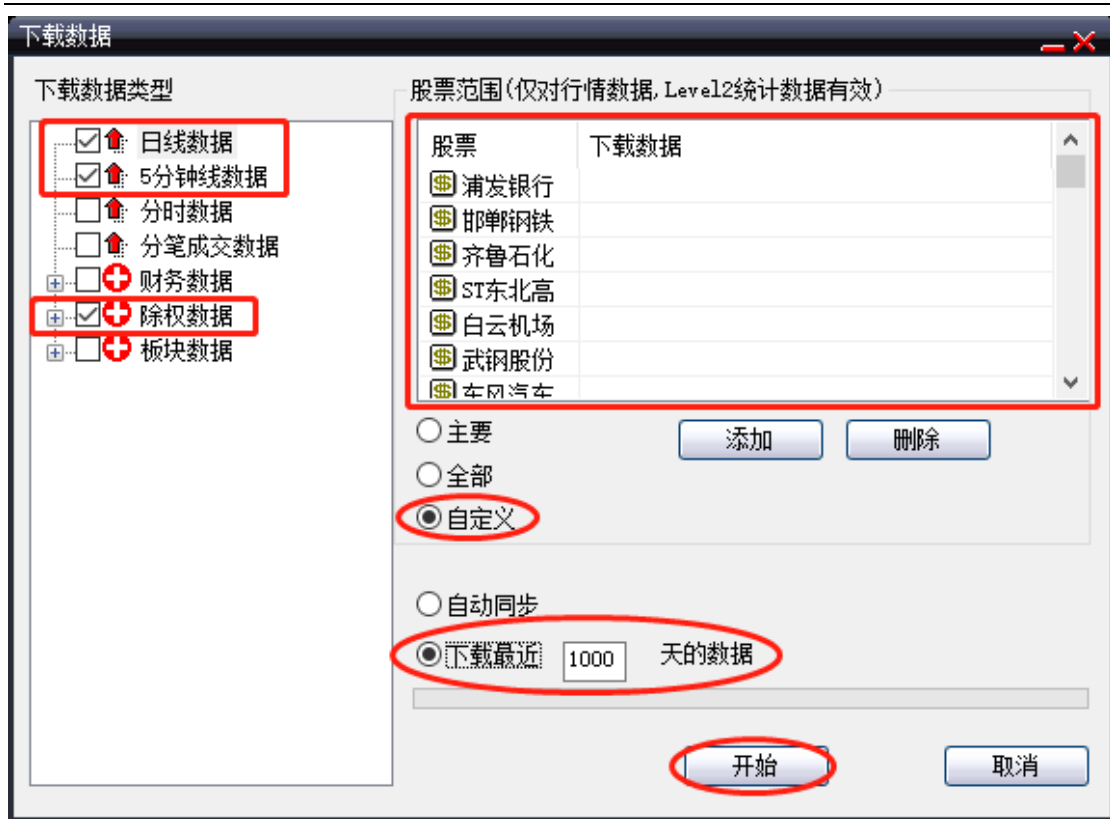 下载数据
下载数据类型
日线数据
5分钟线数据
分时数据
分笔成交数据
财务数据
除权数据
板块数据
股票范围(仅对行情数据,Level2统计数据有效)
股票 下载数据
浦发银行
邯郸钢铁
齐鲁石化
ST东北高
白云机场
武钢股份
东风汽车
主要
全部
自定义
添加 删除
自动同步
下载最近 1000 天的数据
开始 取消